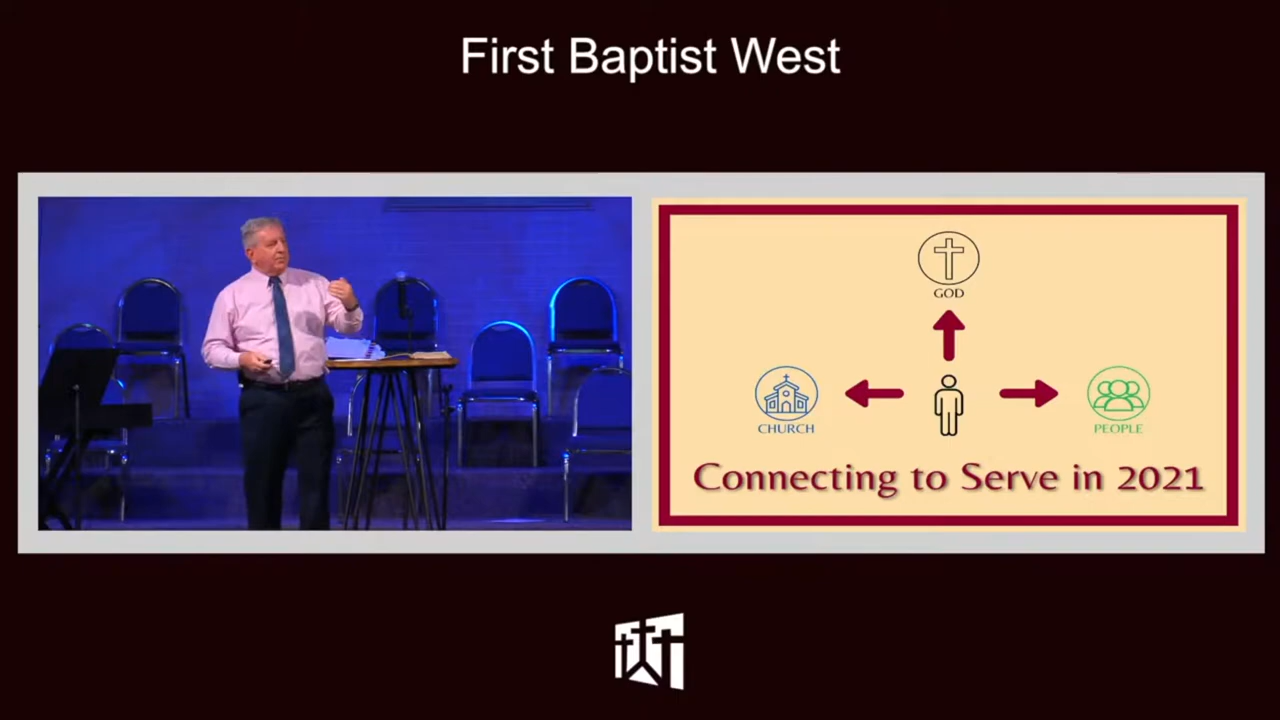 First Baptist West
GOD
CHURCH
PEOPLE
Connecting to Serve in 2021